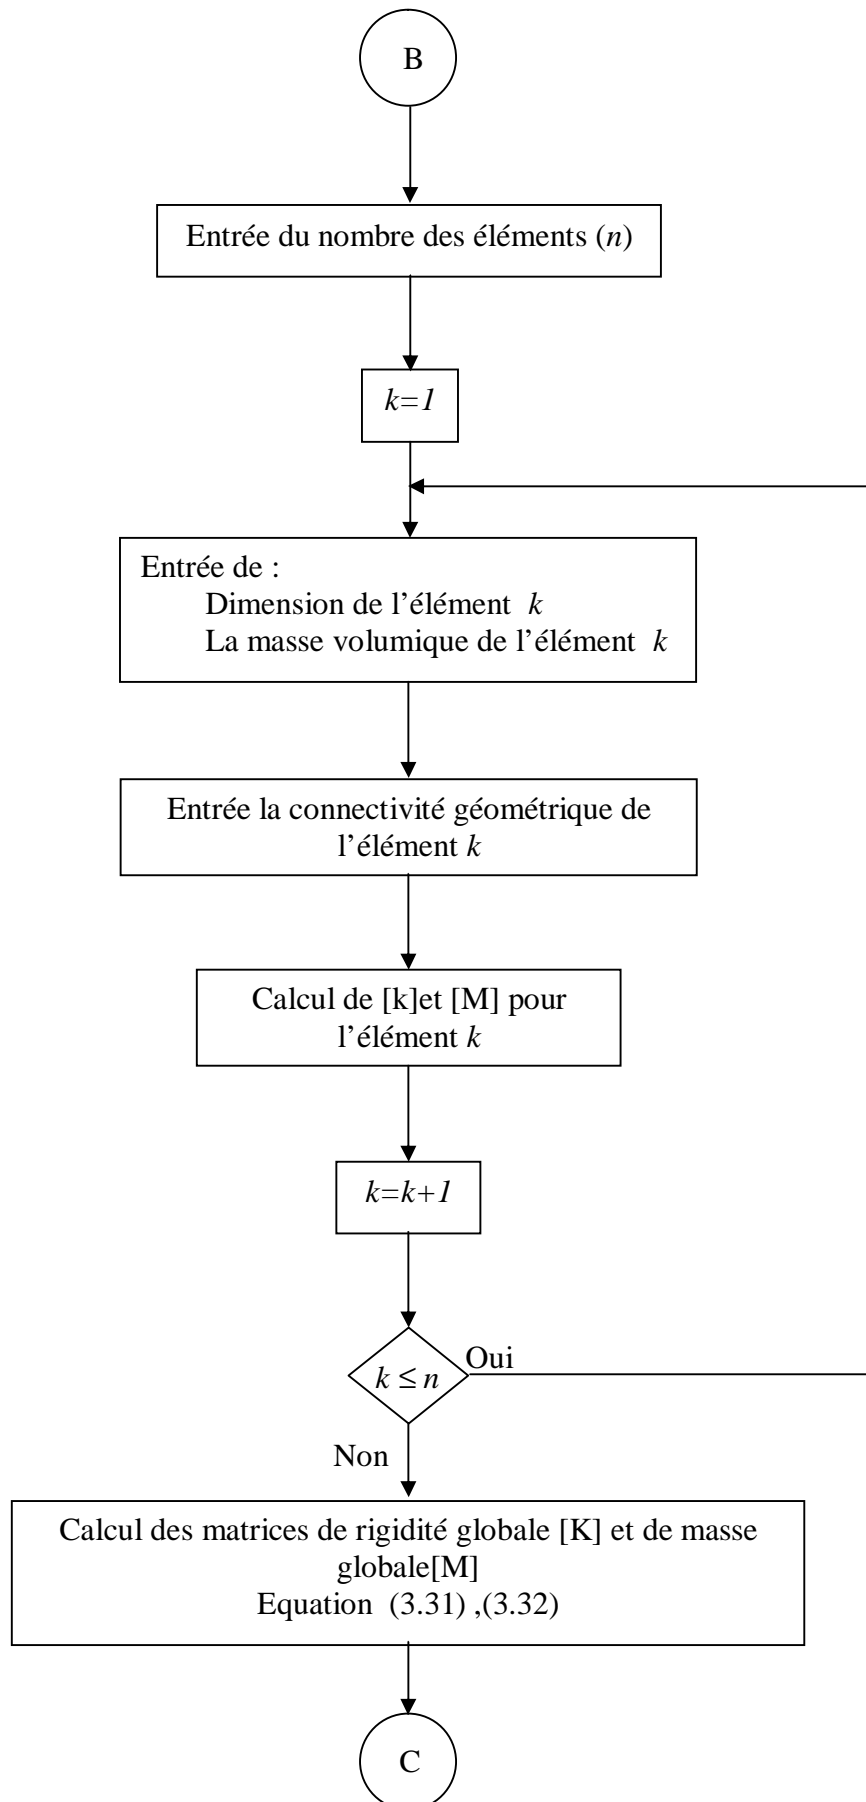 B
Entrée du nombre des éléments (n)
k=1
Entrée de :
Dimension de l’élément k
La masse volumique de l’élément k
Entrée la connectivité géométrique de
l’élément k
Calcul de [k]et [M] pour
l’élément k
k=k+1
k ≤ n
Oui
Non
Calcul des matrices de rigidité globale [K] et de masse
globale[M]
Equation (3.31) ,(3.32)
C